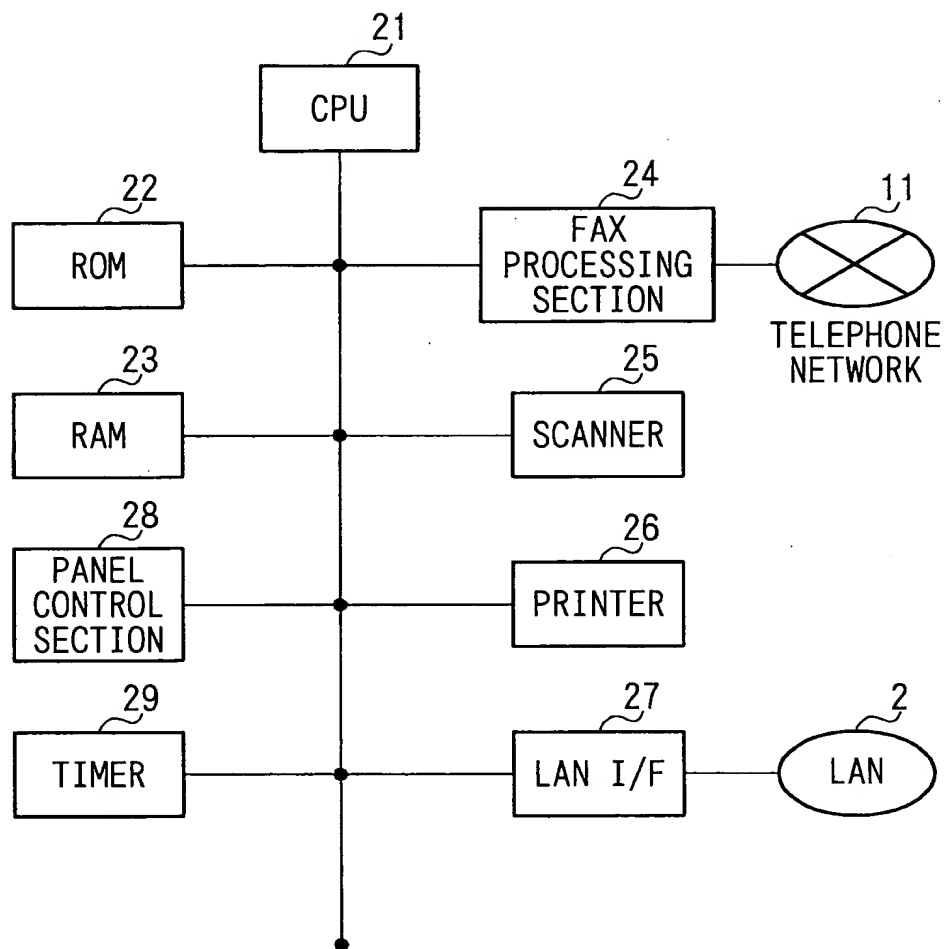 21
CPU
22
ROM
24
FAX
PROCESSING
SECTION
11
TELEPHONE
NETWORK
23
RAM
25
SCANNER
28
PANEL
CONTROL
SECTION
26
PRINTER
29
TIMER
27
LAN I/F
2
LAN